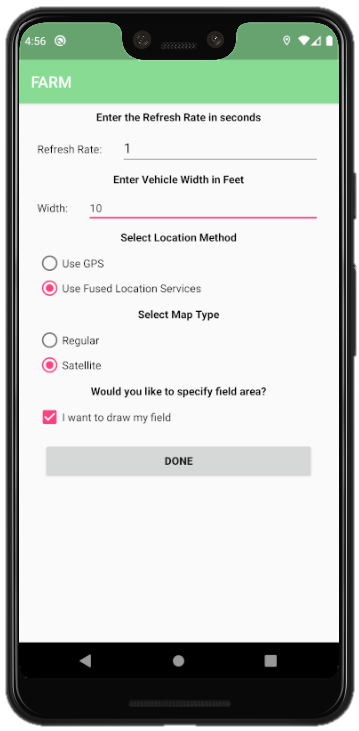 4:56
FARM
Enter the Refresh Rate in seconds
Refresh Rate: 1
Enter Vehicle Width in Feet
Width: 10
Select Location Method
Use GPS
Use Fused Location Services
Select Map Type
Regular
Satellite
Would you like to specify field area?
I want to draw my field
DONE